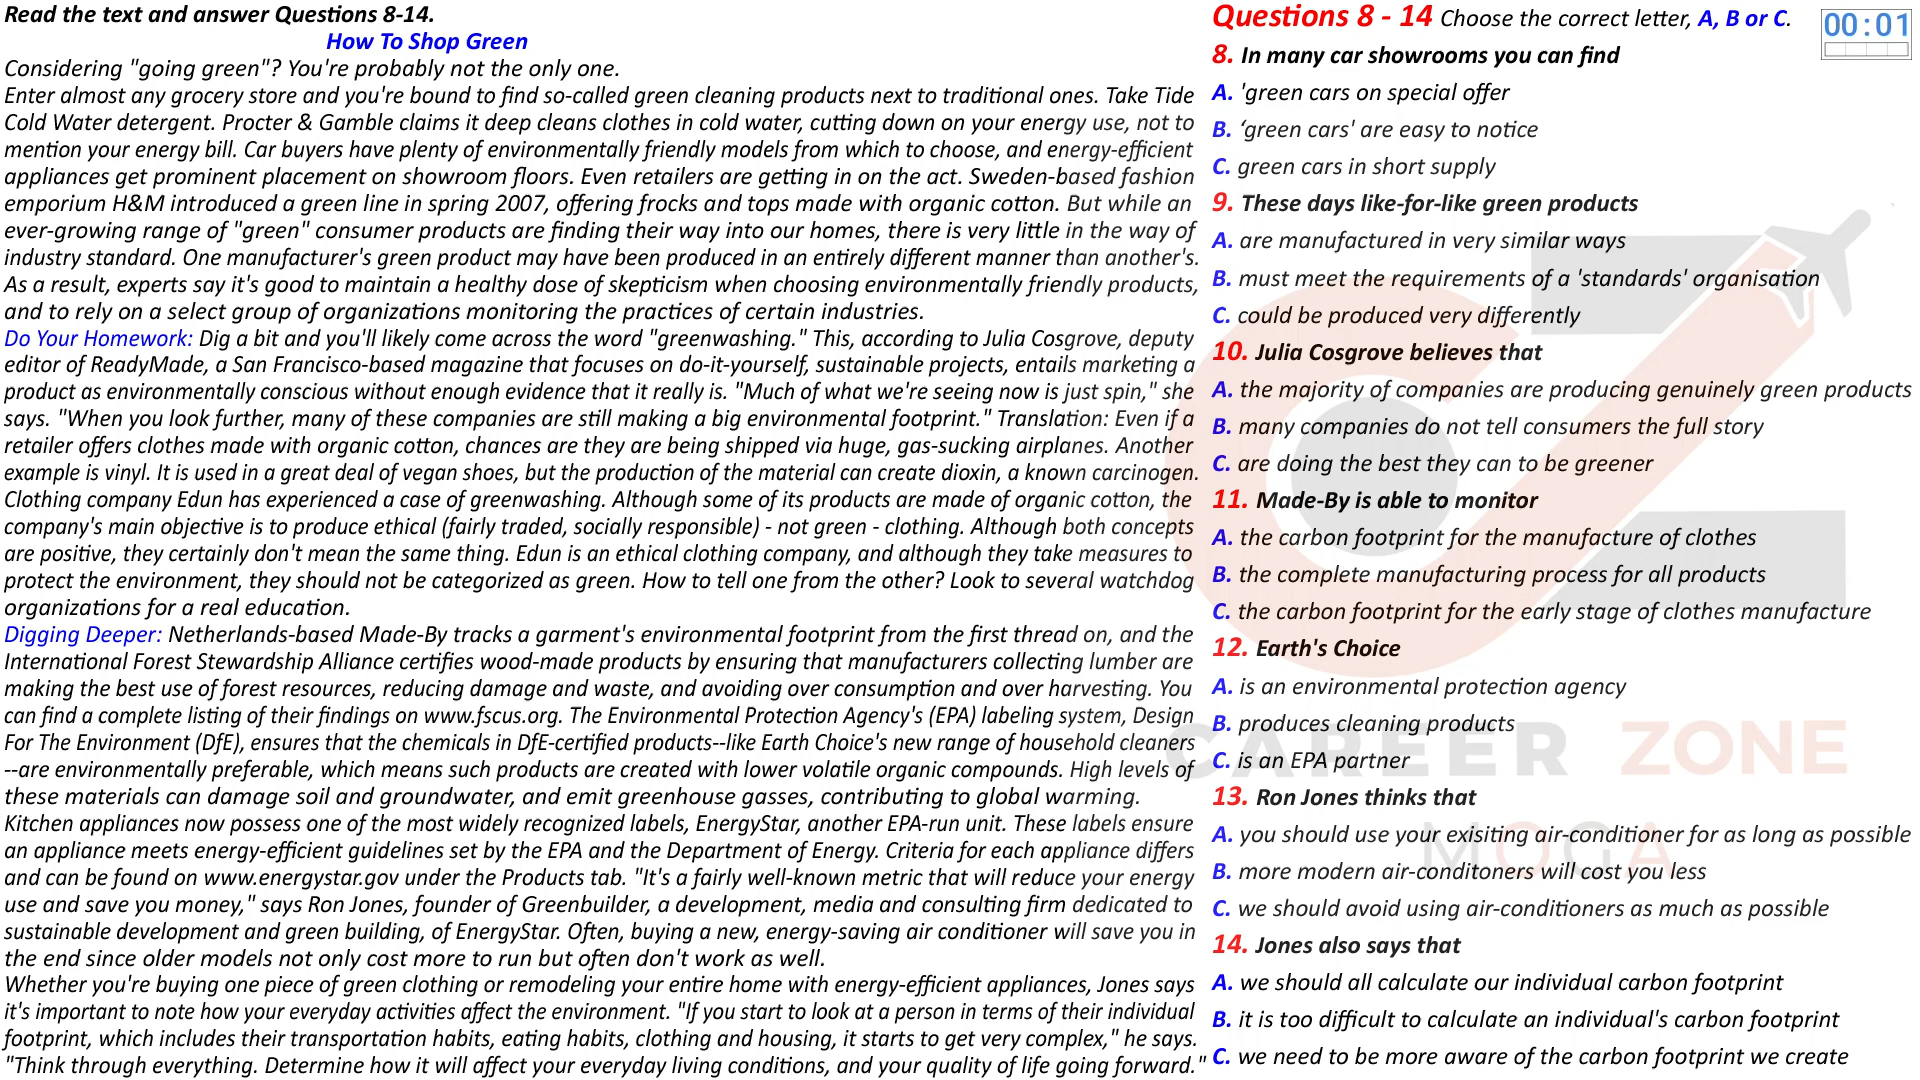 Read the text and answer Questions 8-14.
How To Shop Green
Considering "going green"? You're probably not the only one.
Enter almost any grocery store and you're bound to find so-called green cleaning products next to traditional ones. Take Tide
Cold Water detergent. Procter & Gamble claims it deep cleans clothes in cold water, cutting down on your energy use, not to
mention your energy bill. Car buyers have plenty of environmentally friendly models from which to choose, and energy-efficient
appliances get prominent placement on showroom floors. Even retailers are getting in on the act. Sweden-based fashion
emporium H&M introduced a green line in spring 2007, offering frocks and tops made with organic cotton. But while an
ever-growing range of "green" consumer products are finding their way into our homes, there is very little in the way of
industry standard. One manufacturer's green product may have been produced in an entirely different manner than another's.
As a result, experts say it's good to maintain a healthy dose of skepticism when choosing environmentally friendly products,
and to rely on a select group of organizations monitoring the practices of certain industries.
Do Your Homework: Dig a bit and you'll likely come across the word "greenwashing." This, according to Julia Cosgrove, deputy
editor of ReadyMade, a San Francisco-based magazine that focuses on do-it-yourself, sustainable projects, entails marketing a
product as environmentally conscious without enough evidence that it really is. "Much of what we're seeing now is just spin," she
says. "When you look further, many of these companies are still making a big environmental footprint." Translation: Even if a
retailer offers clothes made with organic cotton, chances are they are being shipped via huge, gas-sucking airplanes. Another
example is vinyl. It is used in a great deal of vegan shoes, but the production of the material can create dioxin, a known carcinogen.
Clothing company Edun has experienced a case of greenwashing. Although some of its products are made of organic cotton, the
company's main objective is to produce ethical (fairly traded, socially responsible) - not green - clothing. Although both concepts
are positive, they certainly don't mean the same thing. Edun is an ethical clothing company, and although they take measures to
protect the environment, they should not be categorized as green. How to tell one from the other? Look to several watchdog
organizations for a real education.
Digging Deeper: Netherlands-based Made-By tracks a garment's environmental footprint from the first thread on, and the
International Forest Stewardship Alliance certifies wood-made products by ensuring that manufacturers collecting lumber are
making the best use of forest resources, reducing damage and waste, and avoiding over consumption and over harvesting. You
can find a complete listing of their findings on www.fscus.org. The Environmental Protection Agency's (EPA) labeling system, Design
For The Environment (DfE), ensures that the chemicals in DfE-certified products--like Earth Choice's new range of household cleaners
--are environmentally preferable, which means such products are created with lower volatile organic compounds. High levels of
these materials can damage soil and groundwater, and emit greenhouse gasses, contributing to global warming.
Kitchen appliances now possess one of the most widely recognized labels, EnergyStar, another EPA-run unit. These labels ensure
an appliance meets energy-efficient guidelines set by the EPA and the Department of Energy. Criteria for each appliance differs
and can be found on www.energystar.gov under the Products tab. "It's a fairly well-known metric that will reduce your energy
use and save you money," says Ron Jones, founder of Greenbuilder, a development, media and consulting firm dedicated to
sustainable development and green building, of EnergyStar. Often, buying a new, energy-saving air conditioner will save you in
the end since older models not only cost more to run but often don't work as well.
Whether you're buying one piece of green clothing or remodeling your entire home with energy-efficient appliances, Jones says
it's important to note how your everyday activities affect the environment. "If you start to look at a person in terms of their individual
footprint, which includes their transportation habits, eating habits, clothing and housing, it starts to get very complex," he says.
"Think through everything. Determine how it will affect your everyday living conditions, and your quality of life going forward."
Questions 8 - 14 Choose the correct letter, A, B or C.
00:01
8. In many car showrooms you can find
A. 'green cars on special offer
B. ‘green cars' are easy to notice
C. green cars in short supply
9. These days like-for-like green products
A. are manufactured in very similar ways
B. must meet the requirements of a 'standards' organisation
C. could be produced very differently
10. Julia Cosgrove believes that
A. the majority of companies are producing genuinely green products
B. many companies do not tell consumers the full story
C. are doing the best they can to be greener
11. Made-By is able to monitor
A. the carbon footprint for the manufacture of clothes
B. the complete manufacturing process for all products
C. the carbon footprint for the early stage of clothes manufacture
12. Earth's Choice
A. is an environmental protection agency
B. produces cleaning products
C. is an EPA partner
13. Ron Jones thinks that
A. you should use your exisiting air-conditioner for as long as possible
B. more modern air-conditoners will cost you less
C. we should avoid using air-conditioners as much as possible
14. Jones also says that
A. we should all calculate our individual carbon footprint
B. it is too difficult to calculate an individual's carbon footprint
C. we need to be more aware of the carbon footprint we create
CAREER ZONE
MOGA